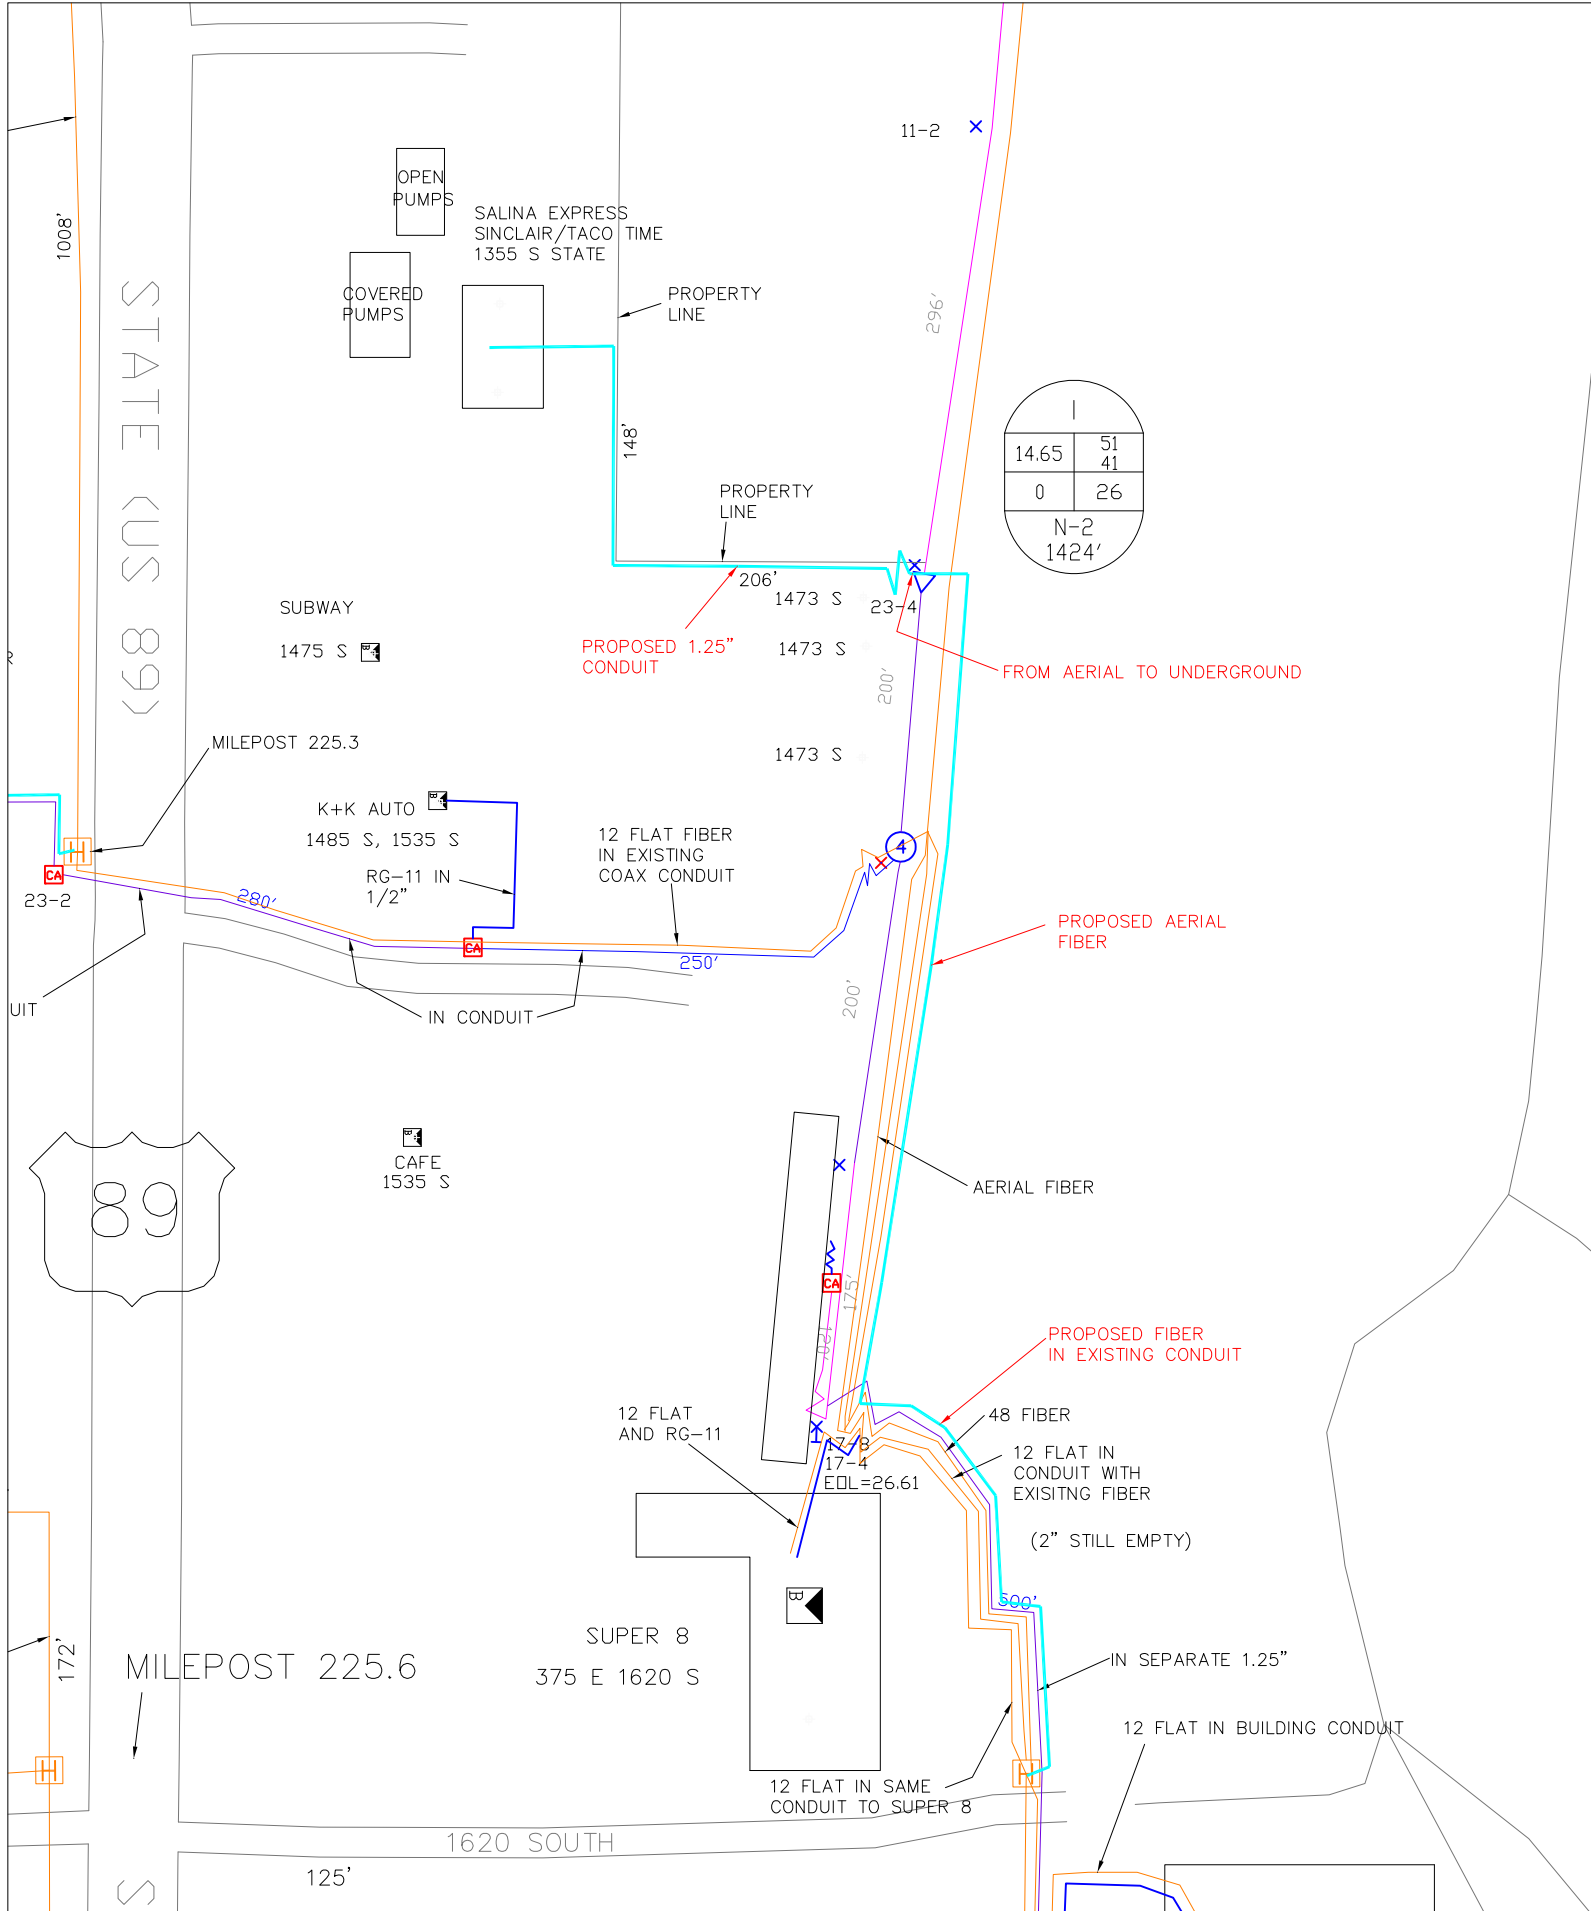 11-2
OPEN
PUMPS
SALINA EXPRESS
SINCLAIR/TACO TIME
1355 S STATE
1008'
COVERED
PUMPS
PROPERTY
LINE
296'
STATE (US 89)
148'
1
14.65
51
41
0
26
N-2
1424'
PROPERTY
LINE
206'
1473 S
23-4
SUBWAY
1475 S
PROPOSED 1.25"
CONDUIT
1473 S
FROM AERIAL TO UNDERGROUND
200'
MILEPOST 225.3
1473 S
K+K AUTO
1485 S, 1535 S
12 FLAT FIBER
IN EXISTING
COAX CONDUIT
4
H
CA
23-2
RG-11 IN
1/2"
280'
CA
250'
PROPOSED AERIAL
FIBER
200'
UIT
IN CONDUIT
B
CAFE
1535 S
AERIAL FIBER
89
CA
175'
PROPOSED FIBER
IN EXISTING CONDUIT
12 FLAT
AND RG-11
48 FIBER
1
17-8
17-4
EOL=26.61
12 FLAT IN
CONDUIT WITH
EXISITNG FIBER
(2" STILL EMPTY)
B
500'
SUPER 8
375 E 1620 S
172'
MILEPOST 225.6
IN SEPARATE 1.25"
12 FLAT IN BUILDING CONDUIT
H
H
12 FLAT IN SAME
CONDUIT TO SUPER 8
1620 SOUTH
125'
S